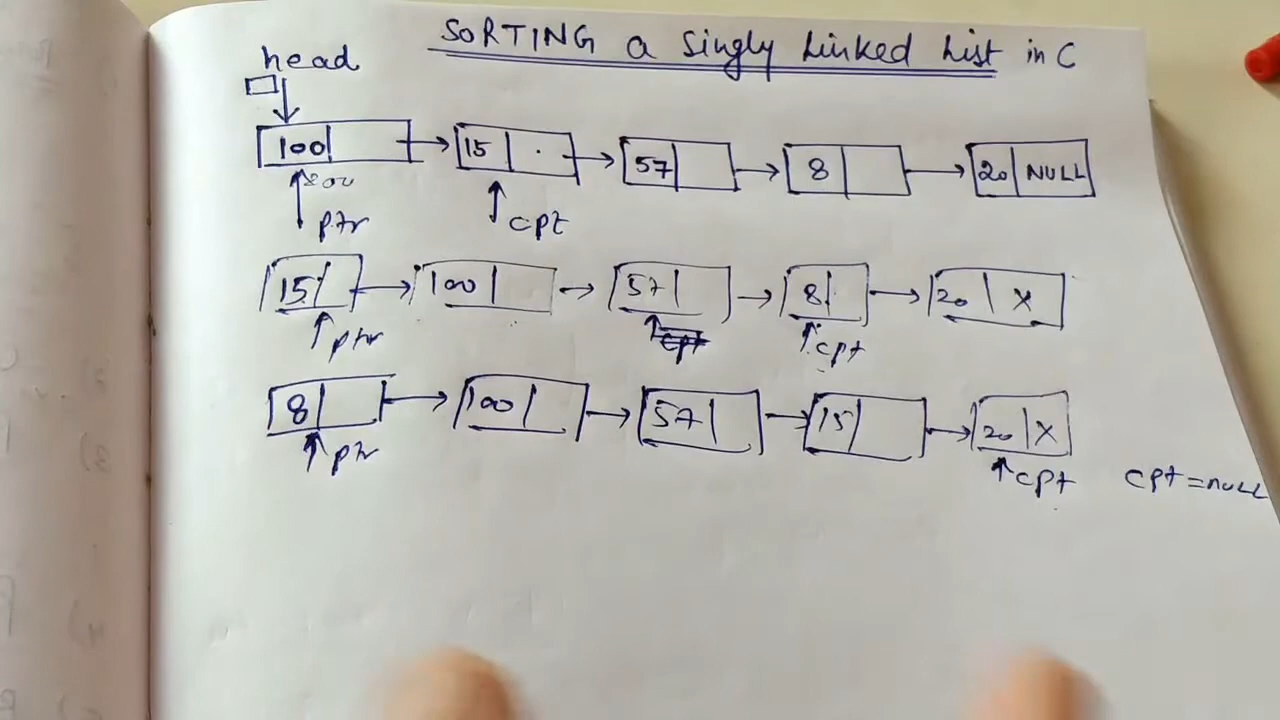 SORTING a Singly Linked List in C
head
100 15 · 57 8 20 NULL
ptr cpt
15 100 57 8 20 X
ptr cpt cpt
8 100 57 15 20 X
ptr cpt cpt=NULL